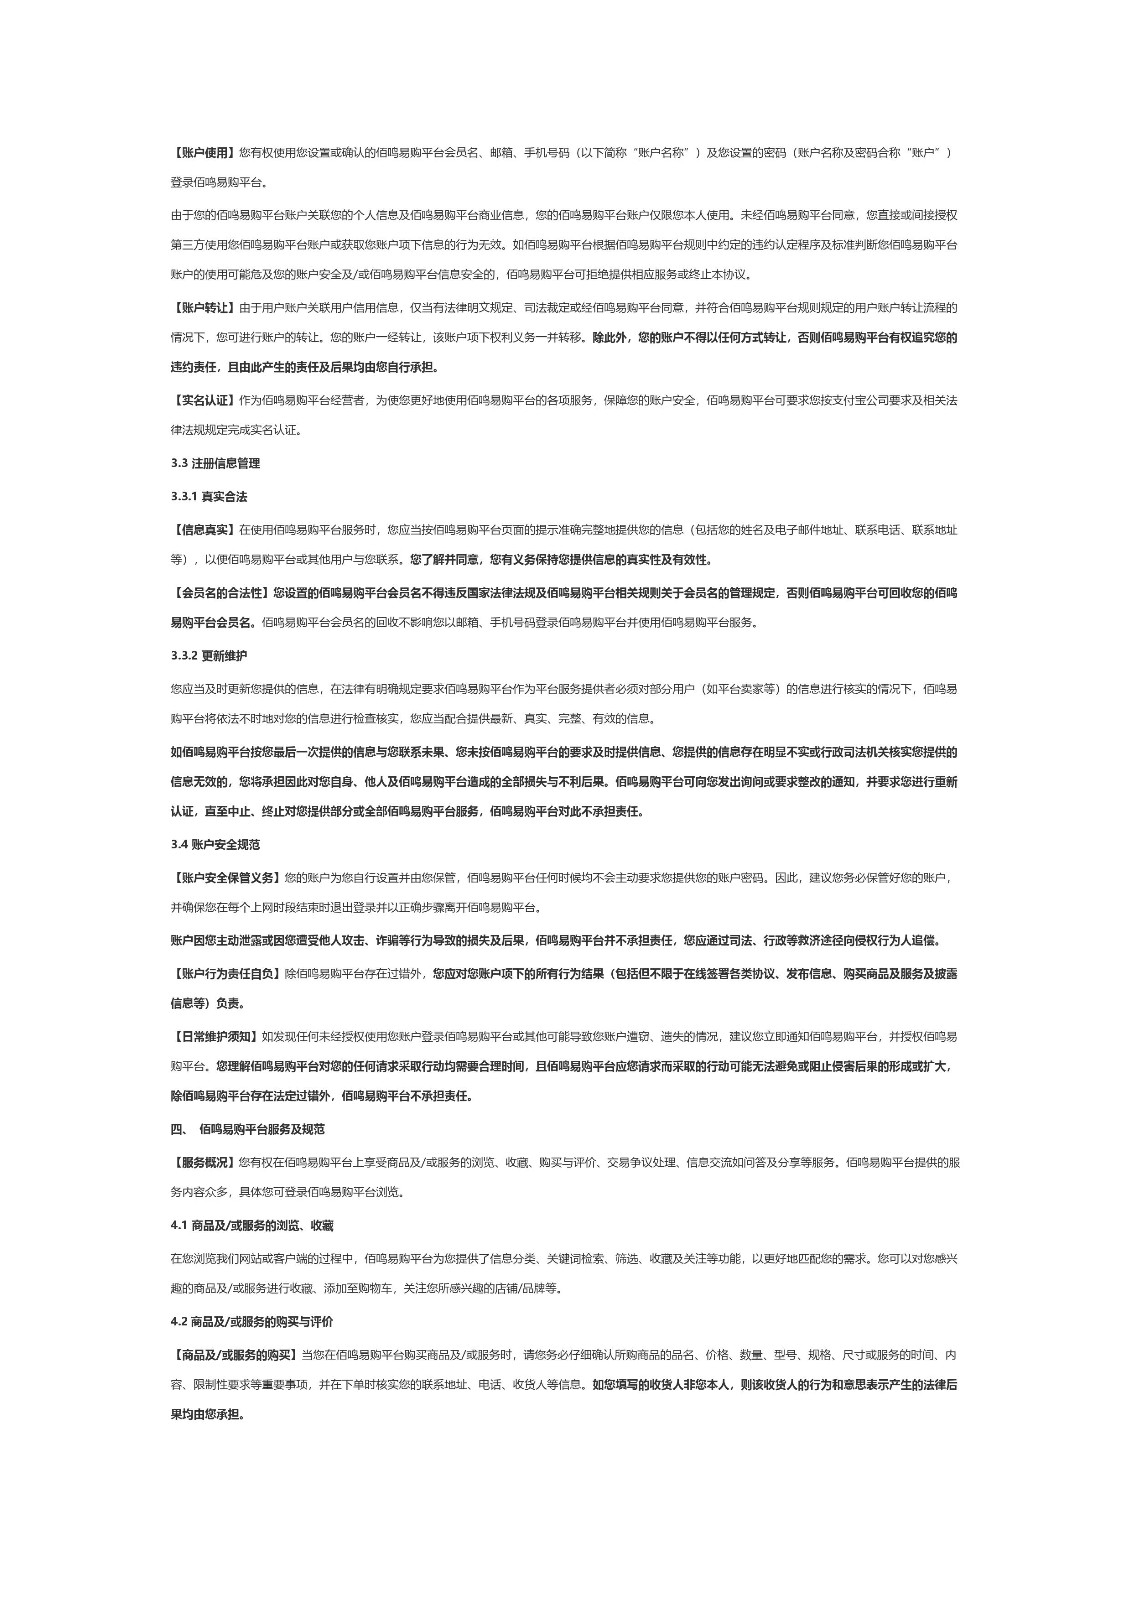 【账户使用】您有权使用您设置或确认的佰鸣易购平台会员名、邮箱、手机号码（以下简称“账户名称”）及您设置的密码（账户名称及密码合称“账户”）
登录佰鸣易购平台。
由于您的佰鸣易购平台账户关联您的个人信息及佰鸣易购平台商业信息，您的佰鸣易购平台账户仅限您本人使用。未经佰鸣易购平台同意，您直接或间接授权
第三方使用您佰鸣易购平台账户或获取您账户项下信息的行为无效。如佰鸣易购平台根据佰鸣易购平台规则中约定的违约认定程序及标准判断您佰鸣易购平台
账户的使用可能危及您的账户安全及/或佰鸣易购平台信息安全的，佰鸣易购平台可拒绝提供相应服务或终止本协议。
【账户转让】由于用户账户关联用户信用信息，仅当有法律明文规定、司法裁定或经佰鸣易购平台同意，并符合佰鸣易购平台规则规定的用户账户转让流程的
情况下，您可进行账户的转让。您的账户一经转让，该账户项下权利义务一并转移。除此外，您的账户不得以任何方式转让，否则佰鸣易购平台有权追究您的
违约责任，且由此产生的责任及后果均由您自行承担。
【实名认证】作为佰鸣易购平台经营者，为使您更好地使用佰鸣易购平台的各项服务，保障您的账户安全，佰鸣易购平台可要求您按支付宝公司要求及相关法
律法规规定完成实名认证。
3.3 注册信息管理
3.3.1 真实合法
【信息真实】在使用佰鸣易购平台服务时，您应当按佰鸣易购平台页面的提示准确完整地提供您的信息（包括您的姓名及电子邮件地址、联系电话、联系地址
等），以便佰鸣易购平台或其他用户与您联系。您了解并同意，您有义务保持您提供信息的真实性及有效性。
【会员名的合法性】您设置的佰鸣易购平台会员名不得违反国家法律法规及佰鸣易购平台相关规则关于会员名的管理规定，否则佰鸣易购平台可回收您的佰鸣
易购平台会员名。佰鸣易购平台会员名的回收不影响您以邮箱、手机号码登录佰鸣易购平台并使用佰鸣易购平台服务。
3.3.2 更新维护
您应当及时更新您提供的信息，在法律有明确规定要求佰鸣易购平台作为平台服务提供者必须对部分用户（如平台卖家等）的信息进行核实的情况下，佰鸣易
购平台将依法不时地对您的信息进行检查核实，您应当配合提供最新、真实、完整、有效的信息。
如佰鸣易购平台按您最后一次提供的信息与您联系未果、您未按佰鸣易购平台的要求及时提供信息、您提供的信息存在明显不实或行政司法机关核实您提供的
信息无效的，您将承担因此对您自身、他人及佰鸣易购平台造成的全部损失与不利后果。佰鸣易购平台可向您发出询问或要求整改的通知，并要求您进行重新
认证，直至中止、终止对您提供部分或全部佰鸣易购平台服务，佰鸣易购平台对此不承担责任。
3.4 账户安全规范
【账户安全保管义务】您的账户为您自行设置并由您保管，佰鸣易购平台任何时候均不会主动要求您提供您的账户密码。因此，建议您务必保管好您的账户，
并确保您在每个上网时段结束时退出登录并以正确步骤离开佰鸣易购平台。
账户因您主动泄露或因您遭受他人攻击、诈骗等行为导致的损失及后果，佰鸣易购平台并不承担责任，您应通过司法、行政等救济途径向侵权行为人追偿。
【账户行为责任自负】除佰鸣易购平台存在过错外，您应对您账户项下的所有行为结果（包括但不限于在线签署各类协议、发布信息、购买商品及服务及披露
信息等）负责。
【日常维护须知】如发现任何未经授权使用您账户登录佰鸣易购平台或其他可能导致您账户遭窃、遗失的情况，建议您立即通知佰鸣易购平台，并授权佰鸣易
购平台。您理解佰鸣易购平台对您的任何请求采取行动均需要合理时间，且佰鸣易购平台应您请求而采取的行动可能无法避免或阻止侵害后果的形成或扩大，
除佰鸣易购平台存在法定过错外，佰鸣易购平台不承担责任。
四、 佰鸣易购平台服务及规范
【服务概况】您有权在佰鸣易购平台上享受商品及/或服务的浏览、收藏、购买与评价、交易争议处理、信息交流如问答及分享等服务。佰鸣易购平台提供的服
务内容众多，具体您可登录佰鸣易购平台浏览。
4.1 商品及/或服务的浏览、收藏
在您浏览我们网站或客户端的过程中，佰鸣易购平台为您提供了信息分类、关键词检索、筛选、收藏及关注等功能，以更好地匹配您的需求。您可以对您感兴
趣的商品及/或服务进行收藏、添加至购物车，关注您所感兴趣的店铺/品牌等。
4.2 商品及/或服务的购买与评价
【商品及/或服务的购买】当您在佰鸣易购平台购买商品及/或服务时，请您务必仔细确认所购商品的品名、价格、数量、型号、规格、尺寸或服务的时间、内
容、限制性要求等重要事项，并在下单时核实您的联系地址、电话、收货人等信息。如您填写的收货人非您本人，则该收货人的行为和意思表示产生的法律后
果均由您承担。